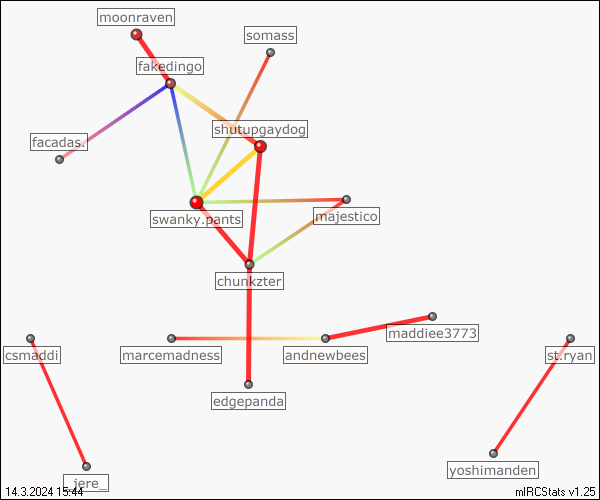 moonraven
somass
fakedingo
shutupgaydog
facadas.
swanky.pants
majestico
chunkzter
maddiee3773
csmaddi
marcemadness
andnewbees
st.ryan
edgepanda
yoshimanden
_jere_
14.3.2024 15:44
mIRCStats v1.25